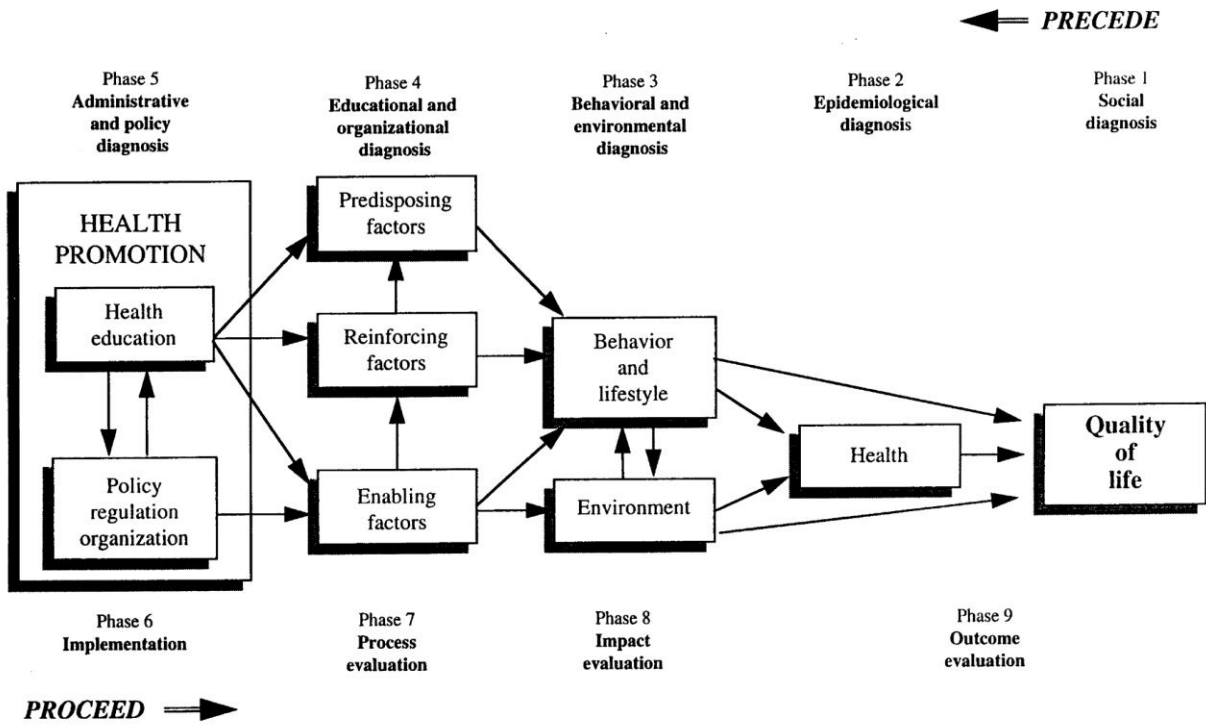 PRECEDE
Phase 5
Administrative
and policy
diagnosis
Phase 4
Educational and
organizational
diagnosis
Phase 3
Behavioral and
environmental
diagnosis
Phase 2
Epidemiological
diagnosis
Phase 1
Social
diagnosis
HEALTH
PROMOTION
Health
education
Policy
regulation
organization
Predisposing
factors
Reinforcing
factors
Enabling
factors
Behavior
and
lifestyle
Environment
Health
Quality
of
life
Phase 6
Implementation
Phase 7
Process
evaluation
Phase 8
Impact
evaluation
Phase 9
Outcome
evaluation
PROCEED